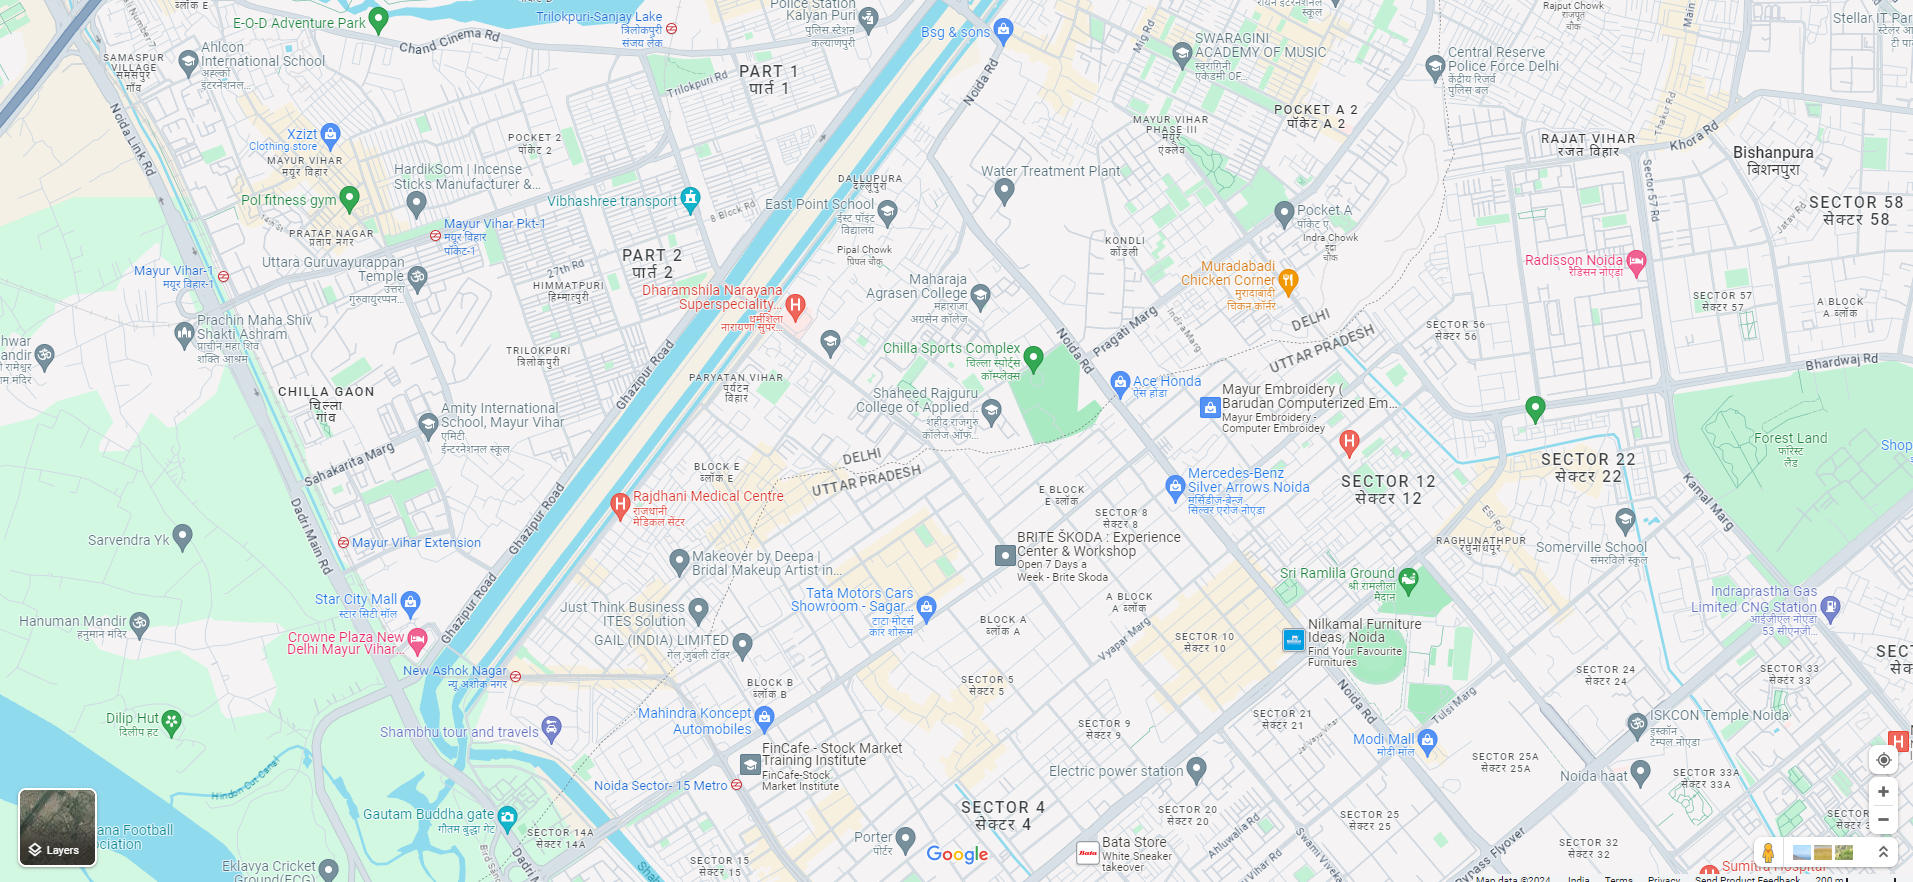 ब्लॉक E
E-O-D Adventure Park
Chand Cinema Rd
Trilokpuri-Sanjay Lake
त्रिलोकपुरी
संजय लेक
Police Station
Kalyan Puri
पुलिस स्टेशन
कल्याणपुरी
Bsg & sons
Noida Rd
Mig Rd
SWARAGINI
ACADEMY OF MUSIC
स्वरागिनी
एकेडमी OF...
स्कूल
Rajput Chowk
राजपूत
चौक
Main
Stellar IT Par
Central Reserve
Police Force Delhi
केंद्रीय रिजर्व
पुलिस बल
SAMASPUR
VILLAGE
समसपुर
गाँव
Ahlcon
International School
अहल्को
इंटरनेशनल...
PART 1
पार्ट 1
Trilokpuri Rd
Noida Link Rd
Xzizt
Clothing store
MAYUR VIHAR
मयूर विहार
POCKET 2
पॉकेट 2
HardikSom | Incense
Sticks Manufacturer &...
Pol fitness gym
PRATAP NAGAR
प्रताप नगर
Mayur Vihar Pkt-1
मयूर विहार
पॉकेट-1
Vibhashree transport
8 Block Rd
DALLUPURA
दल्लूपुरा
East Point School
ईस्ट पॉइंट
विद्यालय
Pipal Chowk
पिपल चौक
Water Treatment Plant
MAYUR VIHAR
PHASE III
मयूर
एंक्लेव
POCKET A 2
पॉकेट A 2
Pocket A
पॉकेट ए
Indra Chowk
इंद्रा
चौक
KONDLI
कोंडली
RAJAT VIHAR
रजत विहार
Thakur Rd
Khora Rd
Bishanpura
बिशनपुरा
SECTOR 58
सेक्टर 58
Jatav Rd
Sector 57 Rd
Radisson Noida
रेडिसन नोएडा
SECTOR 57
सेक्टर 57
A BLOCK
A ब्लॉक
Mayur Vihar-1
मयूर विहार-1
Uttara Guruvayurappan
Temple
उत्तरा
गुरुवायुरप्पन...
27th Rd
HIMMATPURI
हिम्मातपुरी
PART 2
पार्ट 2
Dharamshila Narayana
Superspeciality...
धर्मशिला
नारायणा सुपर...
Maharaja
Agrasen College
महाराजा
अग्रसेन कॉलेज
Muradabadi
Chicken Corner
मुरादाबादी
चिकन कॉर्नर
Pragati Marg
Indra Marg
DELHI
UTTAR PRADESH
SECTOR 56
सेक्टर 56
Bhardwaj Rd
Prachin Maha Shiv
Shakti Ashram
प्राचीन महा शिव
शक्ति आश्रम
TRILOKPURI
त्रिलोकपुरी
Ghazipur Road
Chilla Sports Complex
चिल्ला स्पोर्ट्स
कॉम्प्लेक्स
Noida Rd
PARYATAN VIHAR
पर्यटन
विहार
Shaheed Rajguru
College of Applied...
शहीद राजगुरु
कॉलेज ऑफ...
Ace Honda
ऐस होंडा
Mayur Embroidery (
Barudan Computerized Em...
Mayur Embroidery -
Computer Embroidey
CHILLA GAON
चिल्ला
गांव
Amity International
School, Mayur Vihar
एमिटी
ईन्टरनेशनल स्कूल
Sahakarita Marg
Dadri Main Rd
Forest Land
फॉरेस्ट
लैंड
Shop
SECTOR 22
सेक्टर 22
Kamal Marg
SECTOR 12
सेक्टर 12
BLOCK E
ब्लॉक E
DELHI
UTTAR PRADESH
Mercedes-Benz
Silver Arrows Noida
मर्सिडीज-बेन्ज
सिल्वर एरोज नोएडा
E BLOCK
E ब्लॉक
SECTOR 8
सेक्टर 8
Rajdhani Medical Centre
राजधानी
मेडिकल सेंटर
Ghazipur Road
Sarvendra Yk
Mayur Vihar Extension
BRITE ŠKODA : Experience
Center & Workshop
Open 7 Days a
Week - Brite Skoda
ESI Rd
RAGHUNATHPUR
रघुनाथपुर
Somerville School
समरविले स्कूल
Makeover by Deepa |
Bridal Makeup Artist in...
Sri Ramlila Ground
श्री रामलीला
मैदान
Indraprastha Gas
Limited CNG Station
आईजीएल नोएडा
53 सीएनजी...
Star City Mall
स्टार सिटी मॉल
Ghazipur Road
Tata Motors Cars
Showroom - Sagar...
टाटा मोटर्स
कार शोरूम
Just Think Business
ITES Solution
A BLOCK
A ब्लॉक
BLOCK A
ब्लॉक A
Hanuman Mandir
हनुमान मंदिर
Crowne Plaza New
Delhi Mayur Vihar...
GAIL (INDIA) LIMITED
गेल जुबली टॉवर
Vyapar Marg
SECTOR 10
सेक्टर 10
Nilkamal Furniture
Ideas, Noida
Find Your Favourite
Furnitures
New Ashok Nagar
न्यू अशोक नगर
BLOCK B
ब्लॉक B
SECTOR 5
सेक्टर 5
Noida Rd
Tulsi Marg
SECTOR 24
सेक्टर 24
SECTOR 33
सेक्टर 33
SECT
Dilip Hut
दिलीप हट
Shambhu tour and travels
Mahindra Koncept
Automobiles
SECTOR 9
सेक्टर 9
SECTOR 21
सेक्टर 21
Modi Mall
मोदी मॉल
ISKCON Temple Noida
इस्कॉन
टेम्पल नोएडा
FinCafe - Stock Market
Training Institute
FinCafe-Stock
Market Institute
Noida Sector- 15 Metro
Electric power station
SECTOR 25A
सेक्टर 25A
Noida haat
SECTOR 33A
सेक्टर 33A
Hindon Cut Canal
Gautam Buddha gate
गौतम बुद्धा गेट
SECTOR 14A
सेक्टर 14A
SECTOR 4
सेक्टर 4
SECTOR 20
सेक्टर 20
SECTOR 25
सेक्टर 25
ana Football
ociation
Layers
Porter
पोर्टर
Google
Bata
Bata Store
White Sneaker
takeover
Ahluwalia Rd
SECTOR 32
सेक्टर 32
SECTOR 15
सेक्टर 15
Eklavya Cricket
Ground(ECG)
Sumitra Hospital
Map data ©2024 India Terms Privacy Send Product Feedback 200 m